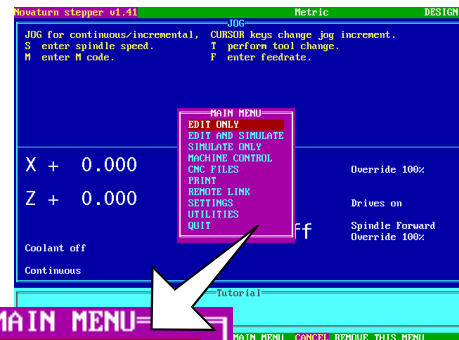 Novaturn stepper v1.41 Metric DESIGN
JOG
JOG for continuous/incremental, CURSOR keys change jog increment.
S enter spindle speed. T perform tool change.
M enter M code. F enter feedrate.
MAIN MENU
EDIT ONLY
EDIT AND SIMULATE
SIMULATE ONLY
MACHINE CONTROL
CNC FILES
PRINT
REMOTE LINK
SETTINGS
UTILITIES
QUIT
X + 0.000 Override 100%
Z + 0.000 Drives on
ff Spindle Forward
Override 100%
Coolant off
Continuous
Tutorial
MAIN MENU
MAIN MENU CANCEL REMOVE THIS MENU